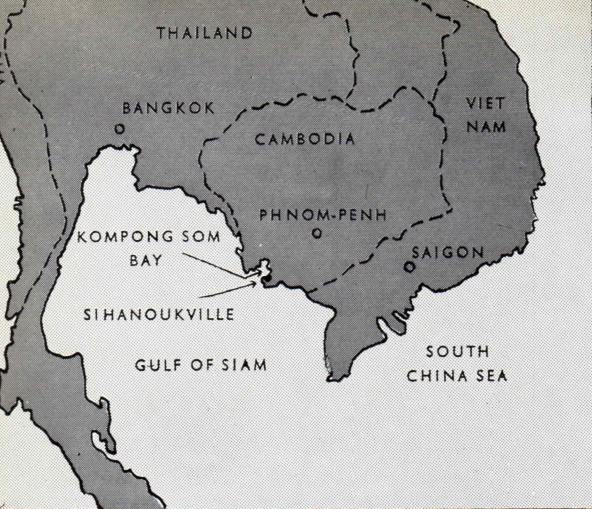 THAILAND
BANGKOK
VIET
NAM
CAMBODIA
PHNOM-PENH
KOMPONG SOM
BAY
SAIGON
SIHANOUKVILLE
GULF OF SIAM
SOUTH
CHINA SEA